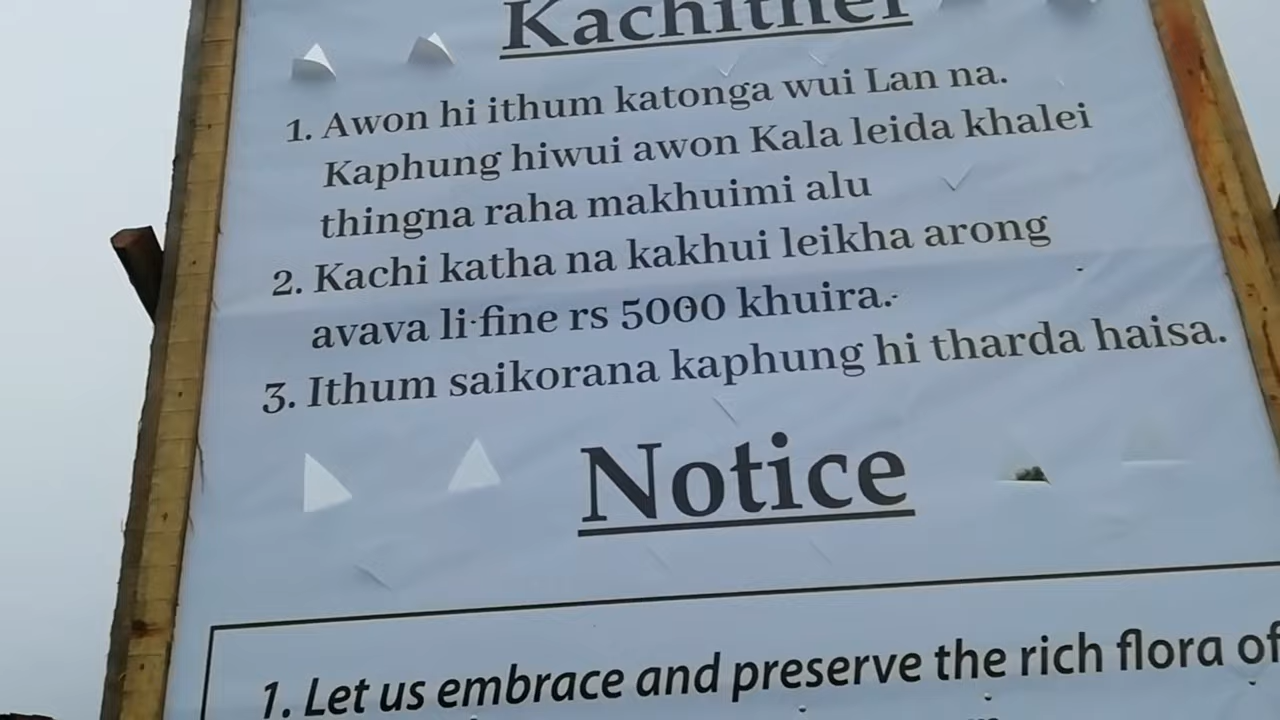 Kachither
1. Awon hi ithum katonga wui Lan na.
Kaphung hiwui awon Kala leida khalei
thingna raha makhuimi alu
2. Kachi katha na kakhui leikha arong
avava li-fine rs 5000 khuira.-
3. Ithum saikorana kaphung hi tharda haisa.
Notice
1. Let us embrace and preserve the rich flora of